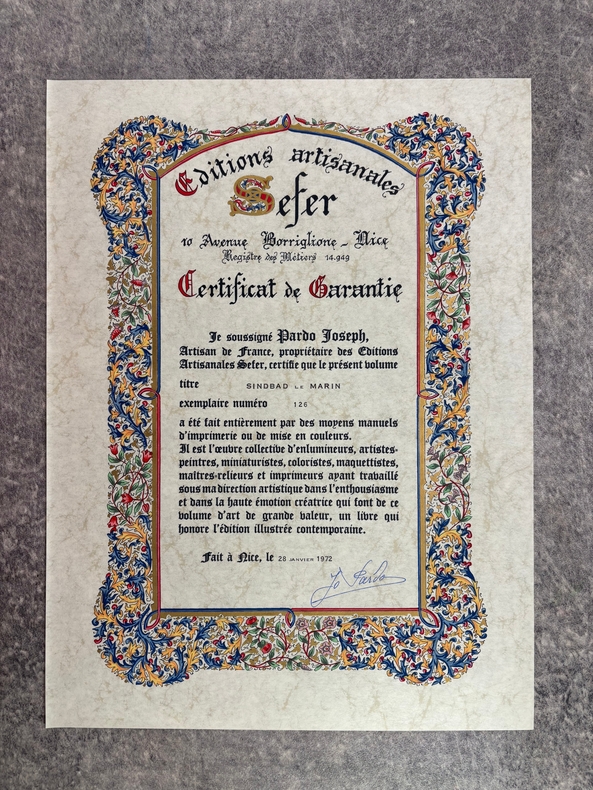 Editions artisanales
Sefer
10 Avenue Borriglione - Nice
Registre des Métiers 14.949
Certificat de Garantie
Je soussigné Pardo Joseph,
Artisan de France, propriétaire des Editions
Artisanales Sefer, certifie que le présent volume
titre SINDBAD LE MARIN
exemplaire numéro 126
a été fait entièrement par des moyens manuels
d'imprimerie ou de mise en couleurs.
Il est l'œuvre collective d'enlumineurs, artistes-
peintres, miniaturistes, coloristes, maquettistes,
maîtres-relieurs et imprimeurs ayant travaillé
sous ma direction artistique dans l'enthousiasme
et dans la haute émotion créatrice qui font de ce
volume d'art de grande valeur, un livre qui
honore l'édition illustrée contemporaine.
Fait à Nice, le 28 JANVIER 1972
Jo Pardo